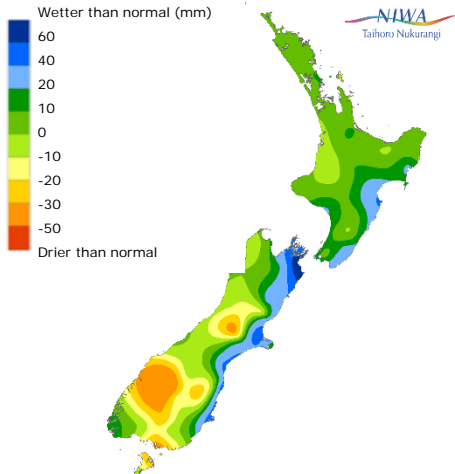 Wetter than normal (mm)
60
40
20
10
0
-10
-20
-30
-50
Drier than normal
NIWA
Taihoro Nukurangi